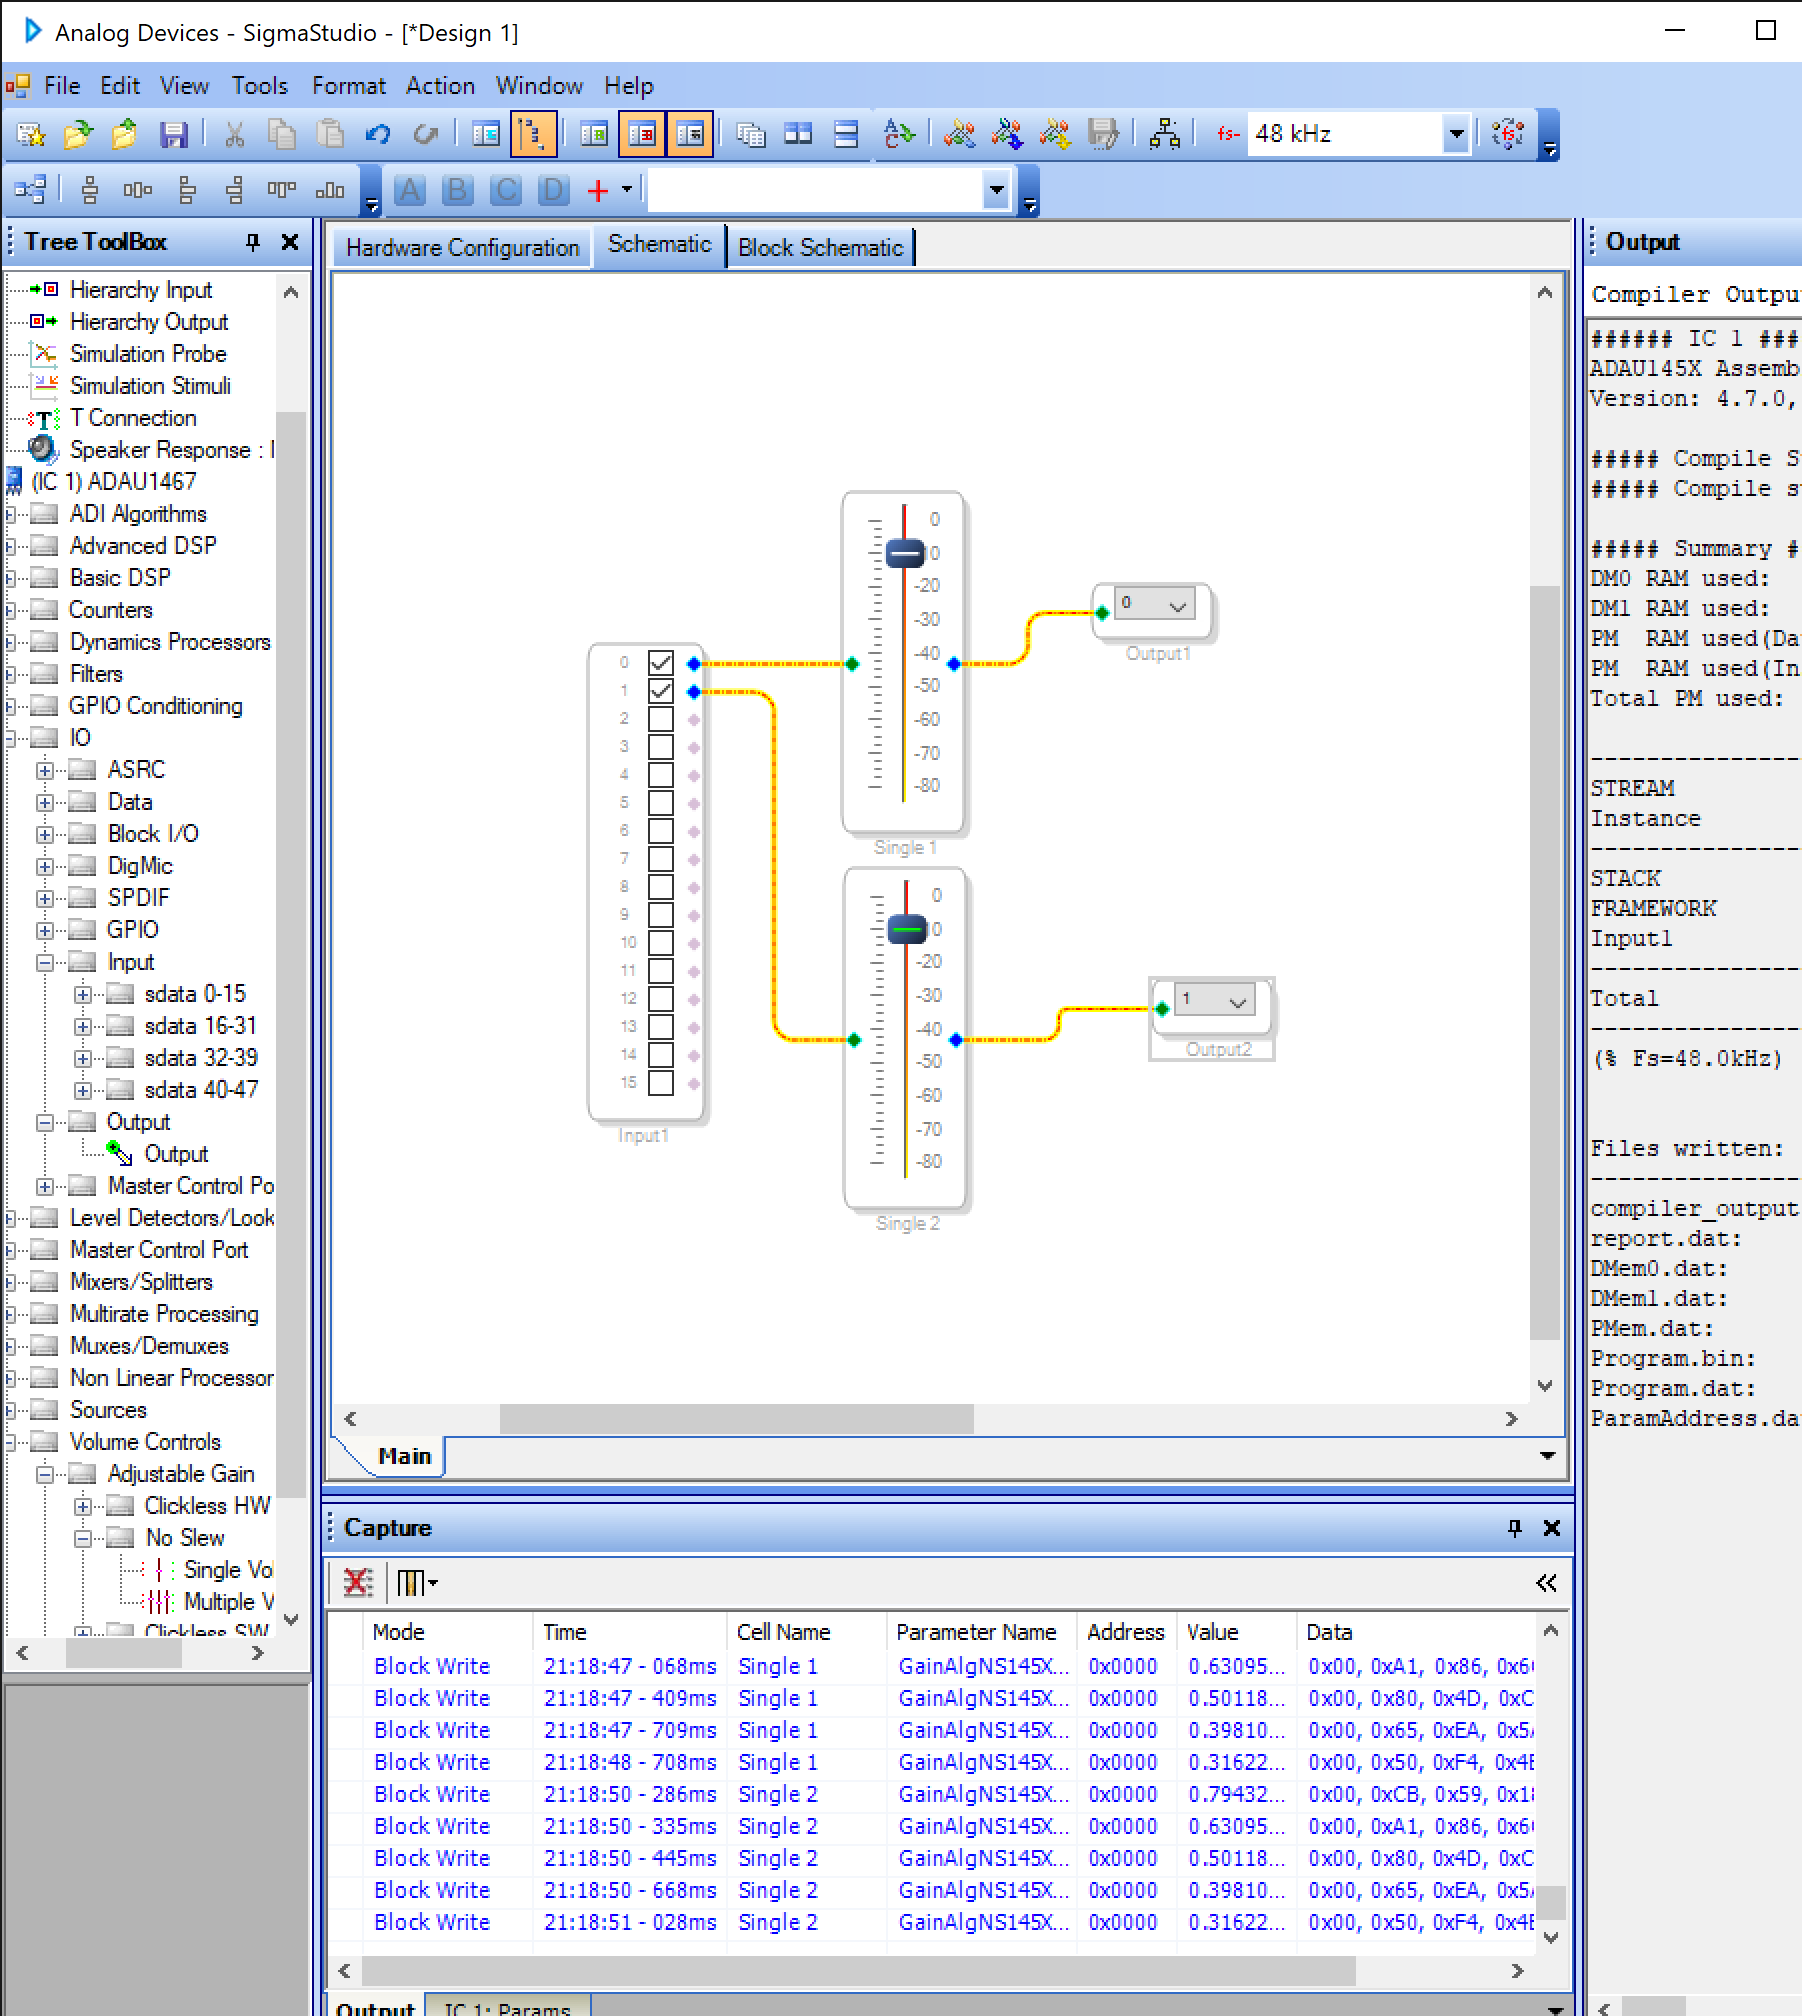 Analog Devices - SigmaStudio - [*Design 1]
File Edit View Tools Format Action Window Help
fs- 48 kHz
A B C D
Tree ToolBox
Hierarchy Input
Hierarchy Output
Simulation Probe
Simulation Stimuli
T Connection
Speaker Response :
(IC 1) ADAU1467
ADI Algorithms
Advanced DSP
Basic DSP
Counters
Dynamics Processors
Filters
GPIO Conditioning
IO
ASRC
Data
Block I/O
DigMic
SPDIF
GPIO
Input
sdata 0-15
sdata 16-31
sdata 32-39
sdata 40-47
Output
Output
Master Control Po
Level Detectors/Look
Master Control Port
Mixers/Splitters
Multirate Processing
Muxes/Demuxes
Non Linear Processor
Sources
Volume Controls
Adjustable Gain
Clickless HW
No Slew
Single Vo
Multiple V
Clickless SW
Hardware Configuration Schematic Block Schematic
0
1
2
3
4
5
6
7
8
9
10
11
12
13
14
15
Input1
0
10
-20
-30
-40
-50
-60
-70
-80
Single 1
0
Output1
0
10
-20
-30
-40
-50
-60
-70
-80
Single 2
1
Output2
Main
Capture
Mode Time Cell Name Parameter Name Address Value Data
Block Write 21:18:47 - 068ms Single 1 GainAlgNS145X... 0x0000 0.63095... 0x00, 0xA1, 0x86, 0x6
Block Write 21:18:47 - 409ms Single 1 GainAlgNS145X... 0x0000 0.50118... 0x00, 0x80, 0x4D, 0xC
Block Write 21:18:47 - 709ms Single 1 GainAlgNS145X... 0x0000 0.39810... 0x00, 0x65, 0xEA, 0x5
Block Write 21:18:48 - 708ms Single 1 GainAlgNS145X... 0x0000 0.31622... 0x00, 0x50, 0xF4, 0x4
Block Write 21:18:50 - 286ms Single 2 GainAlgNS145X... 0x0000 0.79432... 0x00, 0xCB, 0x59, 0x1
Block Write 21:18:50 - 335ms Single 2 GainAlgNS145X... 0x0000 0.63095... 0x00, 0xA1, 0x86, 0x6
Block Write 21:18:50 - 445ms Single 2 GainAlgNS145X... 0x0000 0.50118... 0x00, 0x80, 0x4D, 0xC
Block Write 21:18:50 - 668ms Single 2 GainAlgNS145X... 0x0000 0.39810... 0x00, 0x65, 0xEA, 0x5
Block Write 21:18:51 - 028ms Single 2 GainAlgNS145X... 0x0000 0.31622... 0x00, 0x50, 0xF4, 0x4
Output IC 1: Params
Output
Compiler Outpu
###### IC 1 ###
ADAU145X Assemb
Version: 4.7.0,
##### Compile S
##### Compile s
##### Summary #
DM0 RAM used:
DM1 RAM used:
PM RAM used(Da
PM RAM used(In
Total PM used:
--------------
STREAM
Instance
--------------
STACK
FRAMEWORK
Input1
--------------
Total
--------------
(% Fs=48.0kHz)
Files written:
--------------
compiler_output
report.dat:
DMem0.dat:
DMem1.dat:
PMem.dat:
Program.bin:
Program.dat:
ParamAddress.da